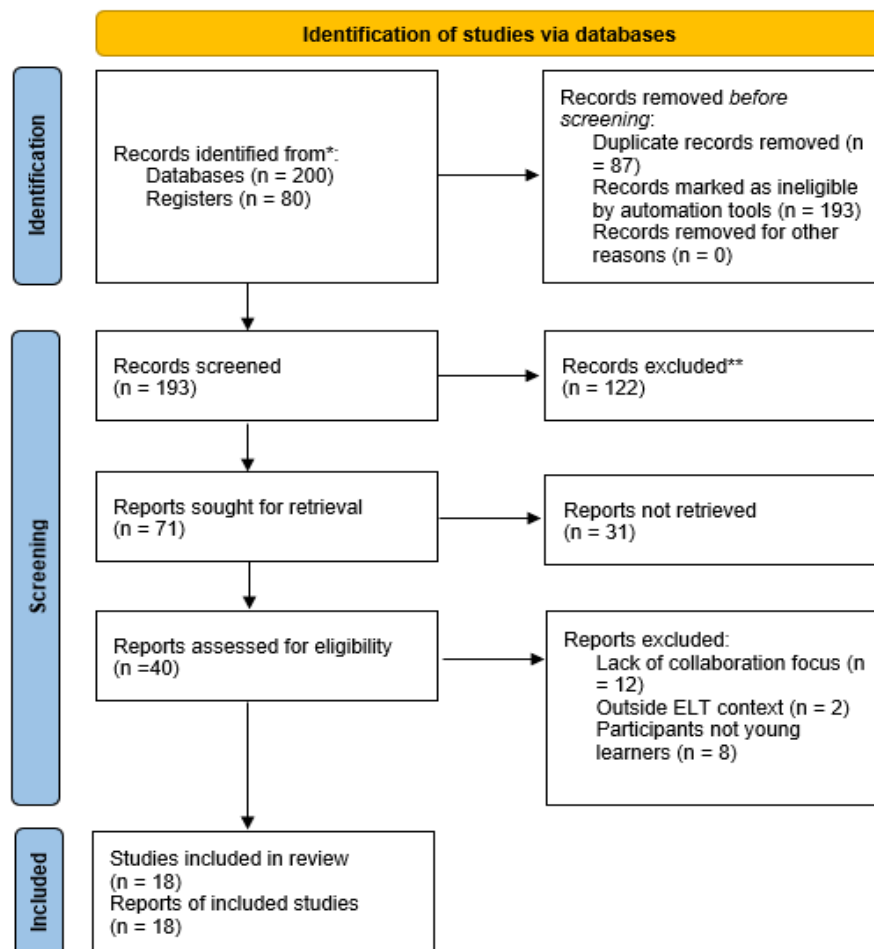 Identification of studies via databases
Identification
Records identified from*:
Databases (n = 200)
Registers (n = 80)
Records removed before
screening:
Duplicate records removed (n
= 87)
Records marked as ineligible
by automation tools (n = 193)
Records removed for other
reasons (n = 0)
Screening
Records screened
(n = 193)
Records excluded**
(n = 122)
Reports sought for retrieval
(n = 71)
Reports not retrieved
(n = 31)
Reports assessed for eligibility
(n =40)
Reports excluded:
Lack of collaboration focus (n
= 12)
Outside ELT context (n = 2)
Participants not young
learners (n = 8)
Included
Studies included in review
(n = 18)
Reports of included studies
(n = 18)